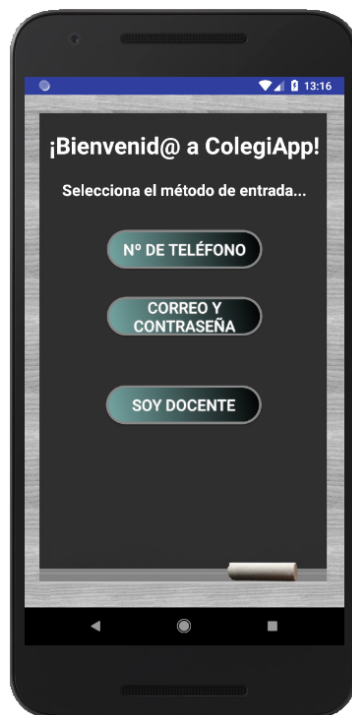 13:16
¡Bienvenid@ a ColegiApp!
Selecciona el método de entrada...
Nº DE TELÉFONO
CORREO Y
CONTRASEÑA
SOY DOCENTE